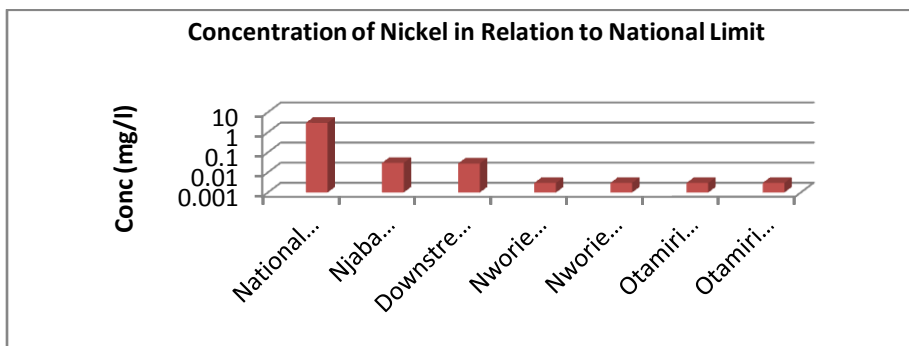 Concentration of Nickel in Relation to National Limit
Conc (mg/l)
10
1
0.1
0.01
0.001
National...
Njaba...
Downstre...
Nworie...
Nworie...
Otamiri...
Otamiri...